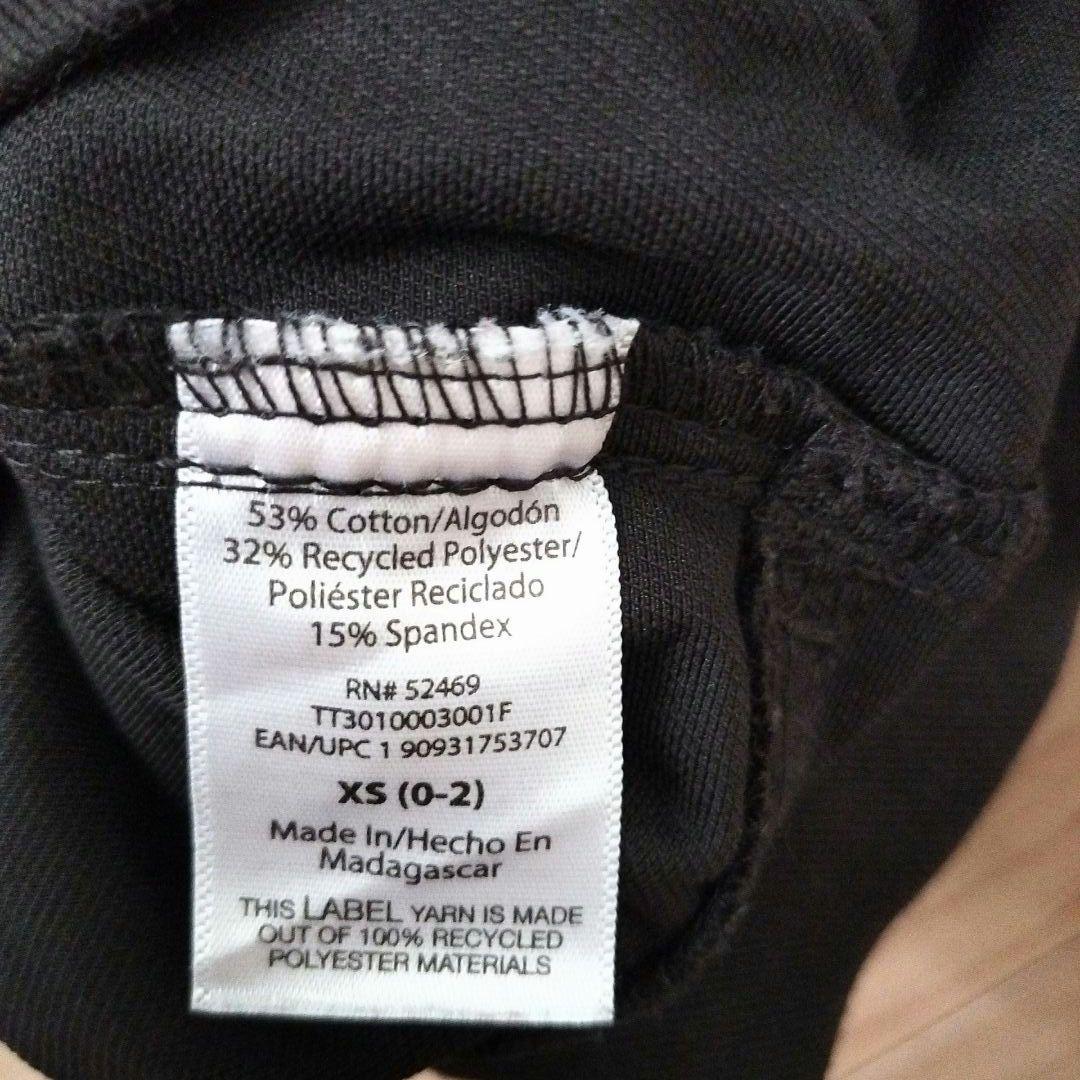 53% Cotton/Algodón
32% Recycled Polyester/
Poliéster Reciclado
15% Spandex
RN# 52469
TT3010003001F
EAN/UPC 1 90931753707
XS (0-2)
Made In/Hecho En
Madagascar
THIS LABEL YARN IS MADE
OUT OF 100% RECYCLED
POLYESTER MATERIALS